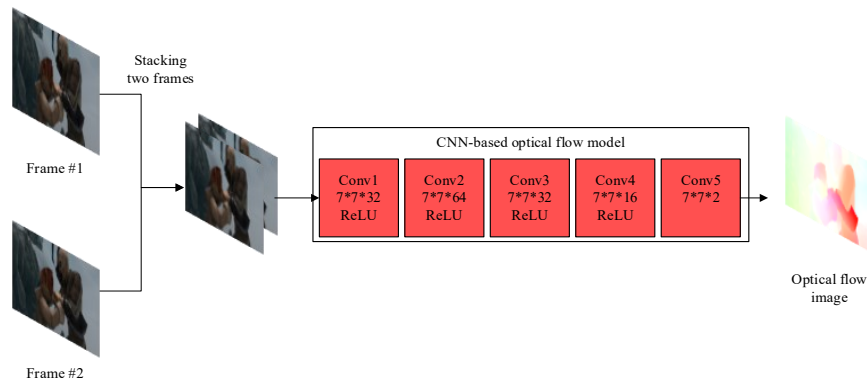 Stacking
two frames
Frame #1
CNN-based optical flow model
Conv1
7*7*32
ReLU
Conv2
7*7*64
ReLU
Conv3
7*7*32
ReLU
Conv4
7*7*16
ReLU
Conv5
7*7*2
Optical flow
image
Frame #2